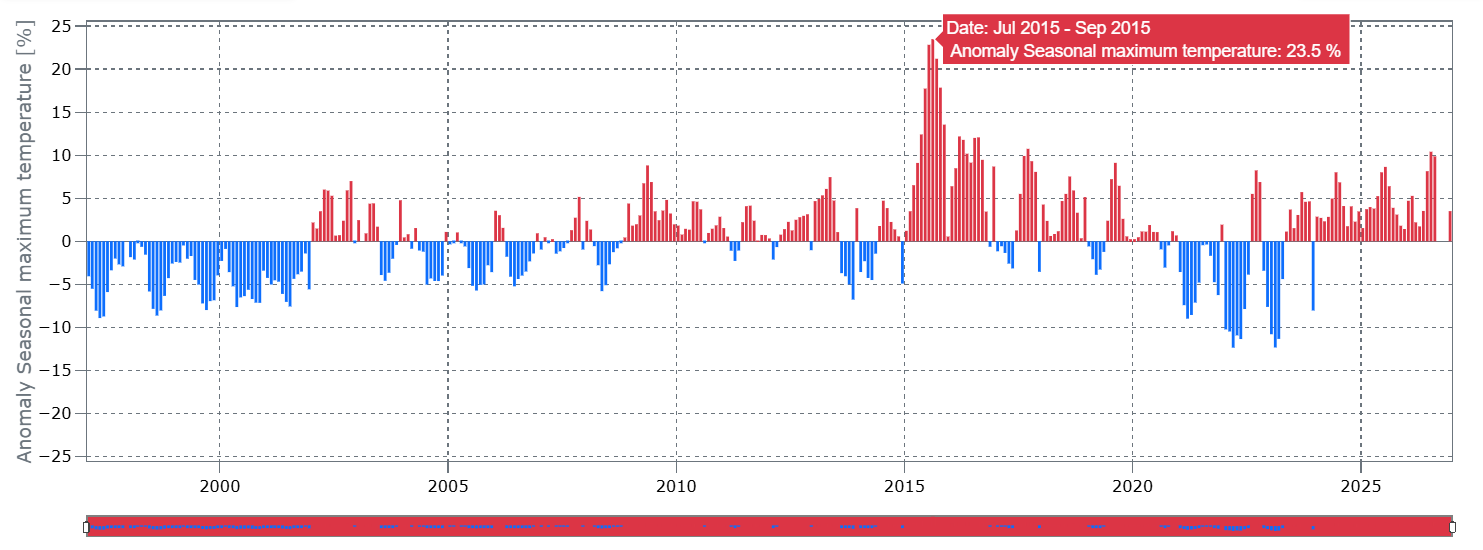 Date: Jul 2015 - Sep 2015
Anomaly Seasonal maximum temperature: 23.5 %
Anomaly Seasonal maximum temperature [%]
25
20
15
10
5
0
−5
−10
−15
−20
−25
2000 2005 2010 2015 2020 2025